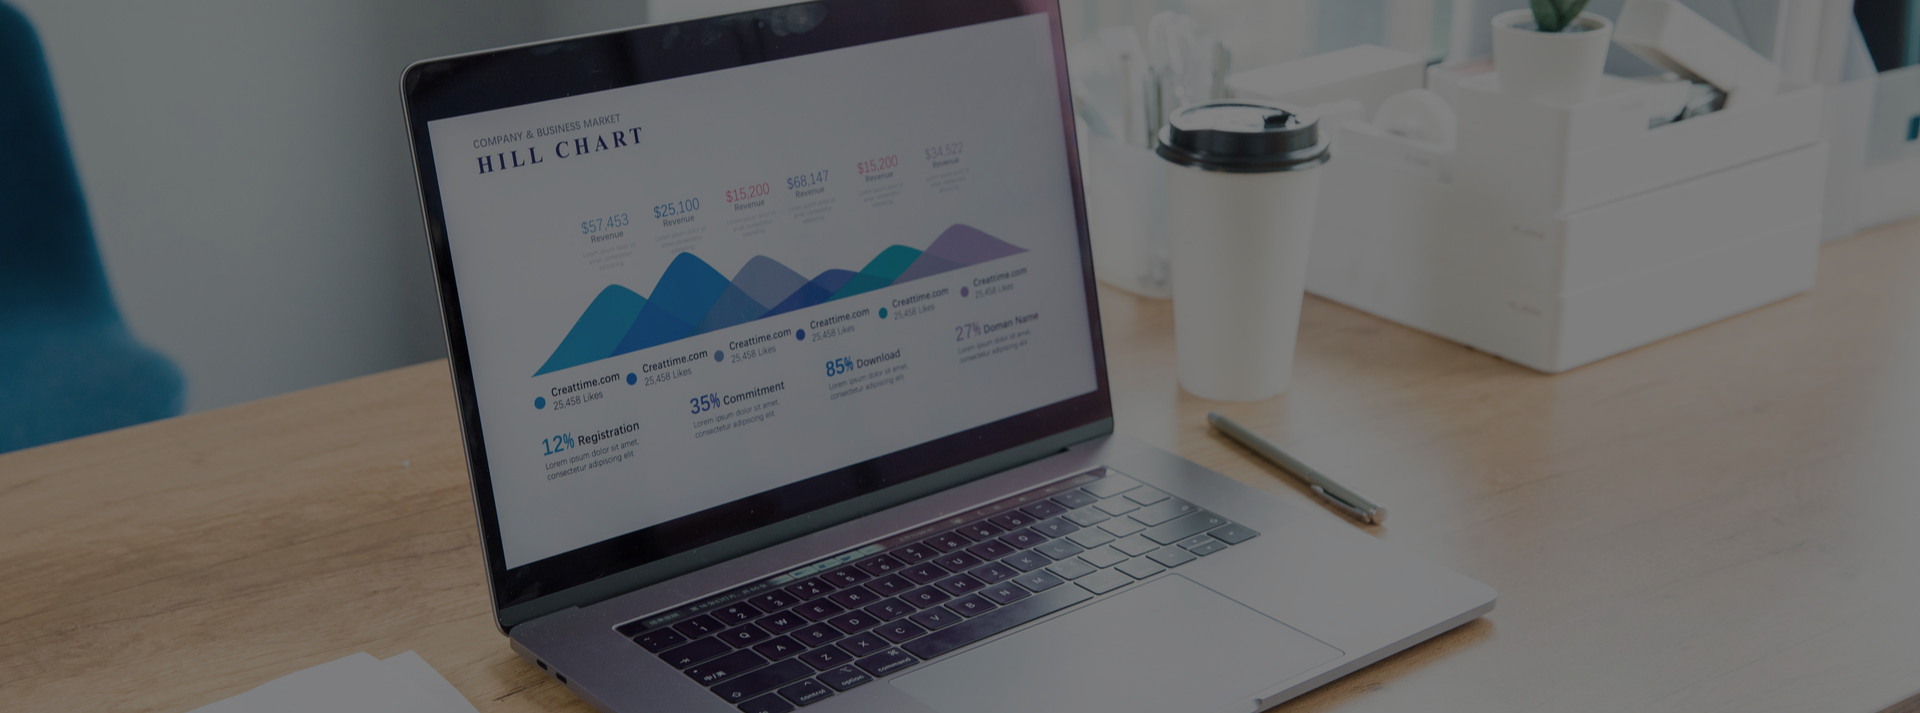 COMPANY & BUSINESS MARKET
HILL CHART
$57,453
Revenue
$25,100
Revenue
$15,200
Revenue
$68,147
Revenue
$15,200
Revenue
$34,522
Revenue
Creattime.com
25,458 Likes
Creattime.com
25,458 Likes
Creattime.com
25,458 Likes
Creattime.com
25,458 Likes
Creattime.com
25,458 Likes
Creattime.com
25,458 Likes
12% Registration
Lorem ipsum dolor sit amet,
consectetur adipiscing elit.
35% Commitment
Lorem ipsum dolor sit amet,
consectetur adipiscing elit.
85% Download
Lorem ipsum dolor sit amet,
consectetur adipiscing elit.
27% Doman Name
Lorem ipsum dolor sit amet,
consectetur adipiscing elit.
Q W E R T Y U I O P
A S D F G H J K L
Z X C V B N M
control option command